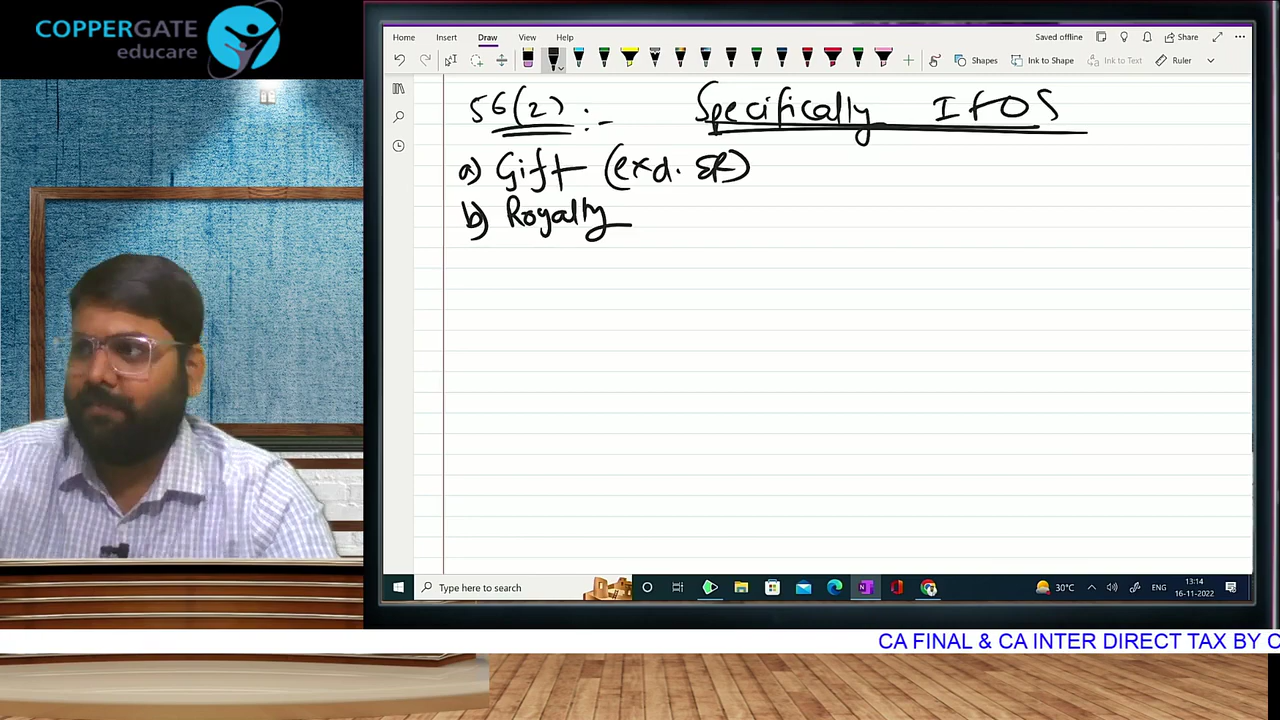 COPPERGATE
educare
Home Insert Draw View Help
Saved offline Share
Shapes Ink to Shape Ink to Text Ruler
56(2) :- Specifically IFOS
a) Gift (exd. SR)
b) Royalty
Type here to search
30°C ENG 13:14
16-11-2022
CA FINAL & CA INTER DIRECT TAX BY C